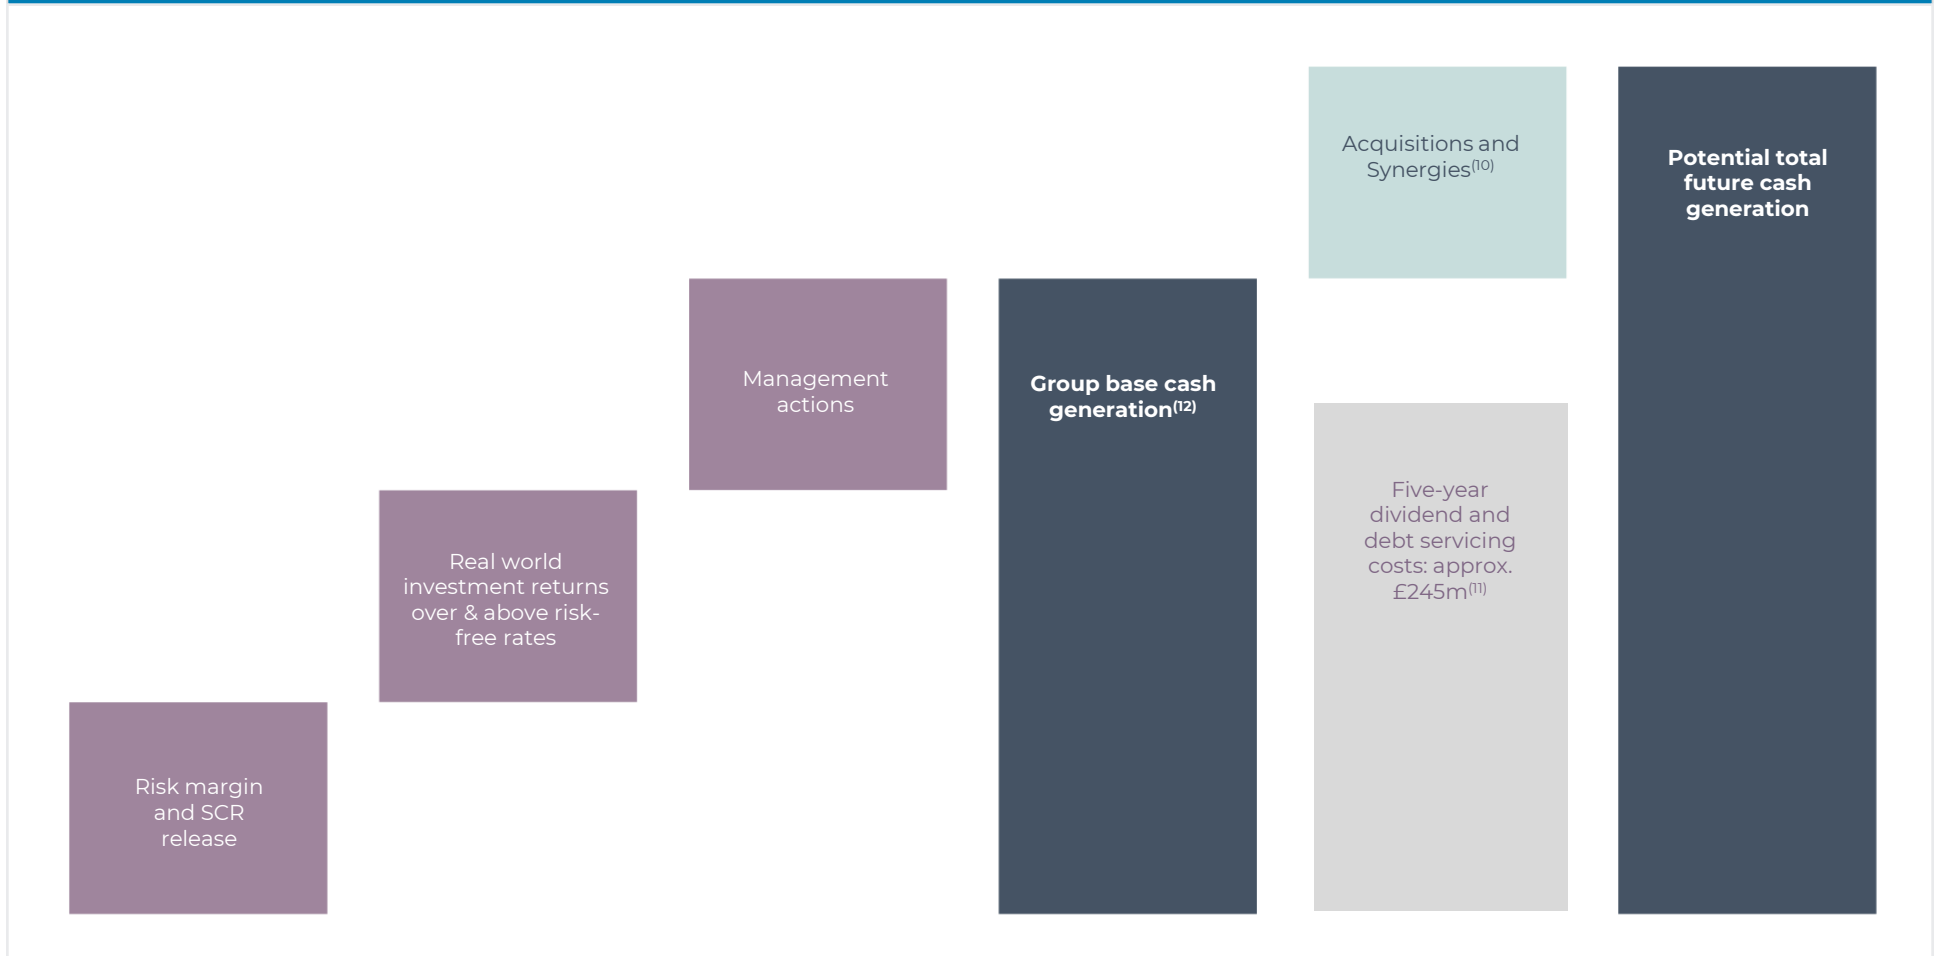 Risk margin
and SCR
release
Real world
investment returns
over & above risk-
free rates
Management
actions
Group base cash
generation(12)
Acquisitions and
Synergies(10)
Five-year
dividend and
debt servicing
costs: approx.
£245m(11)
Potential total
future cash
generation